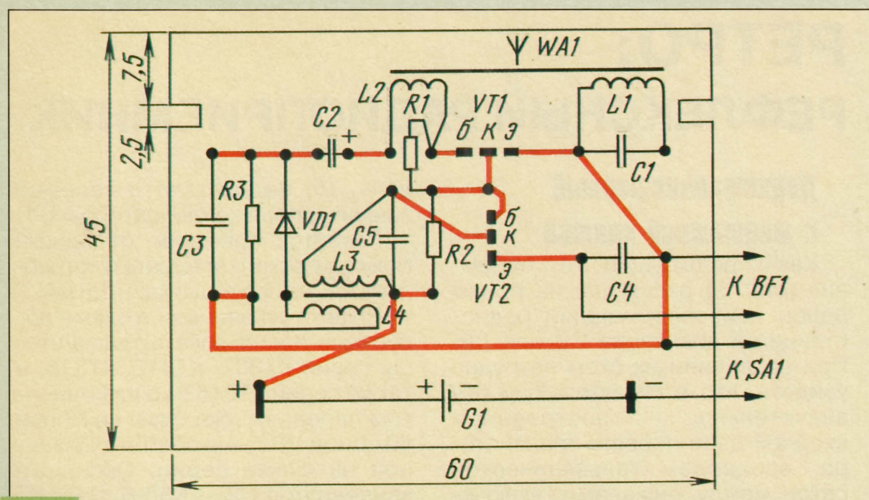 WA1
7,5
2,5
45
L2
R1
VT1
L1
б К Э
C2 +
C1
R3
VD1
C3
C5
R2
б
К
Э
VT2
L3
L4
C4
К BF1
К SA1
+
+ −
G1
−
60